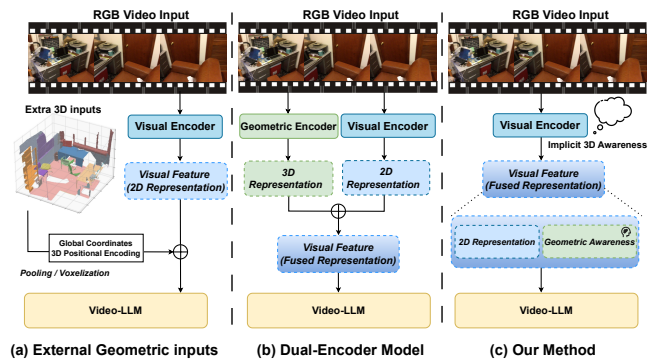 RGB Video Input
Extra 3D inputs
Visual Encoder
Visual Feature
(2D Representation)
Global Coordinates
3D Positional Encoding
Pooling / Voxelization
Video-LLM
(a) External Geometric inputs
RGB Video Input
Geometric Encoder
Visual Encoder
3D
Representation
2D
Representation
Visual Feature
(Fused Representation)
Video-LLM
(b) Dual-Encoder Model
RGB Video Input
Visual Encoder
Implicit 3D Awareness
Visual Feature
(Fused Representation)
2D Representation
Geometric Awareness
Video-LLM
(c) Our Method